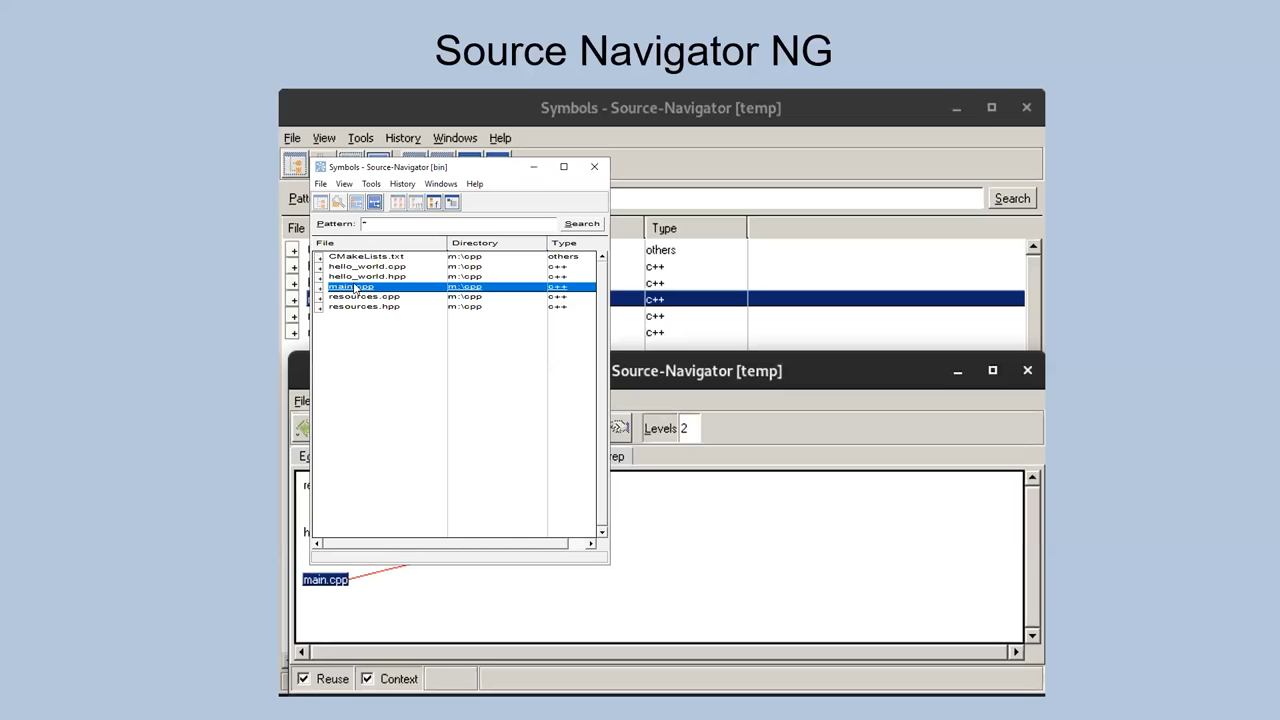 Source Navigator NG
Symbols - Source-Navigator [temp]
File View Tools History Windows Help
Search
File Type
others
c++
c++
c++
c++
c++
Symbols - Source-Navigator [bin]
File View Tools History Windows Help
Pattern: Search
File Directory Type
CMakeLists.txt m:\cpp others
hello_world.cpp m:\cpp c++
hello_world.hpp m:\cpp c++
main.cpp m:\cpp c++
resources.cpp m:\cpp c++
resources.hpp m:\cpp c++
Source-Navigator [temp]
File
Levels 2
main.cpp
Reuse Context